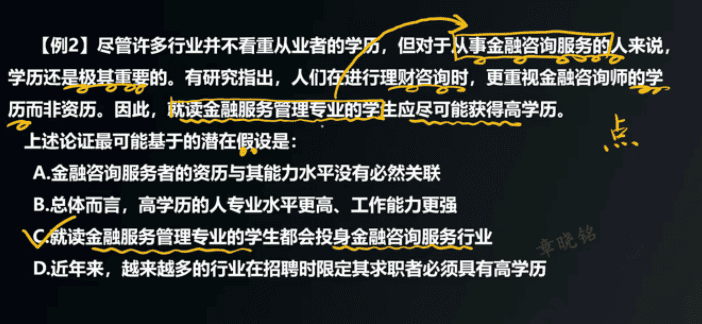 【例2】尽管许多行业并不看重从业者的学历，但对于从事金融咨询服务的人来说，
学历还是极其重要的。有研究指出，人们在进行理财咨询时，更重视金融咨询师的学
历而非资历。因此，就读金融服务管理专业的学生应尽可能获得高学历。
上述论证最可能基于的潜在假设是：
点
A.金融咨询服务者的资历与其能力水平没有必然关联
B.总体而言，高学历的人专业水平更高、工作能力更强
C.就读金融服务管理专业的学生都会投身金融咨询服务行业
章晓铭
D.近年来，越来越多的行业在招聘时限定其求职者必须具有高学历